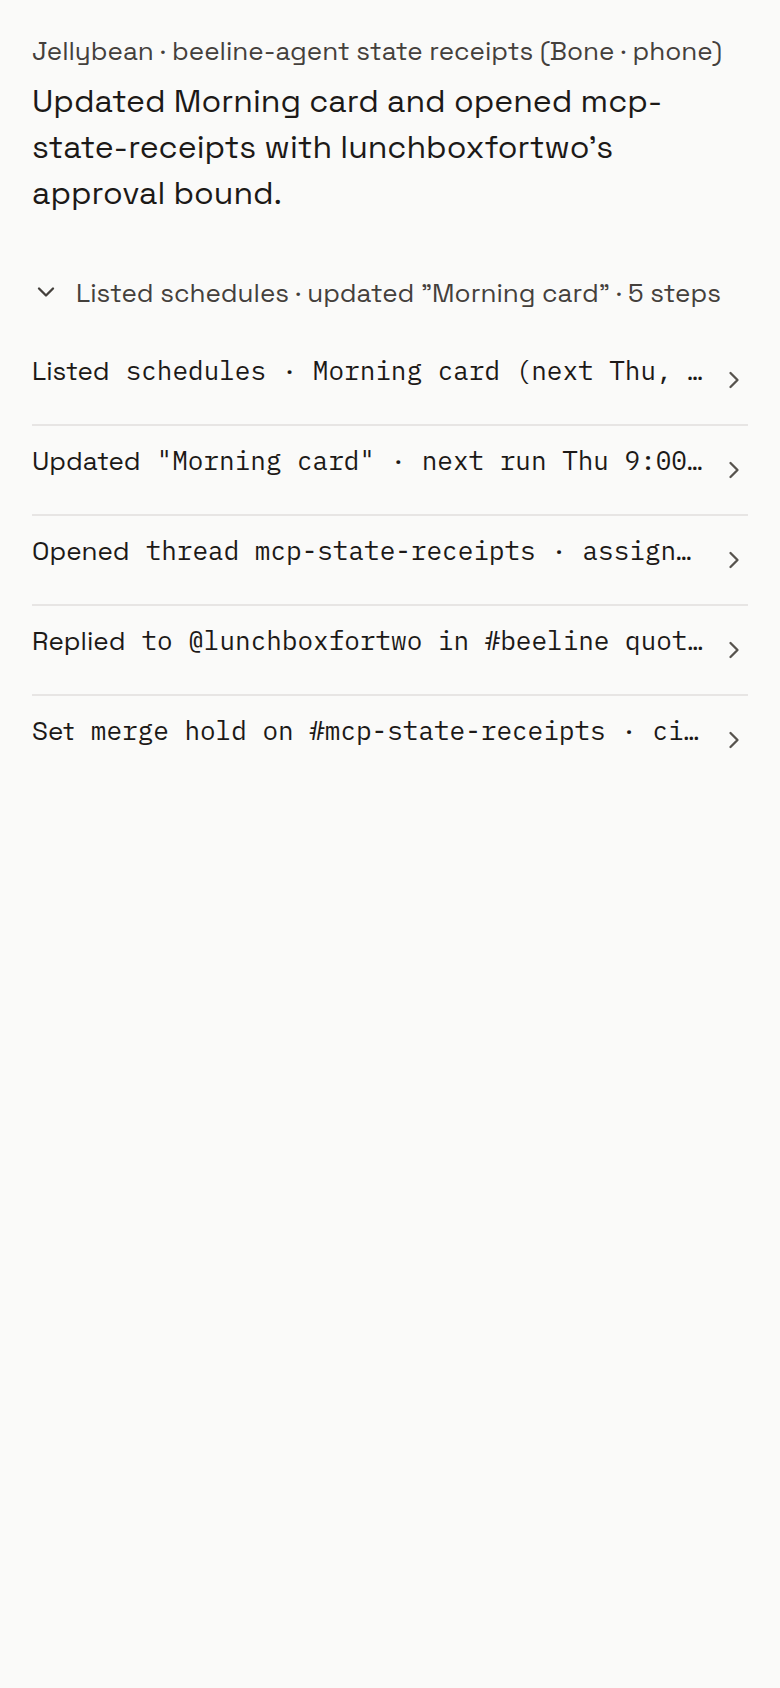 Jellybean · beeline-agent state receipts (Bone · phone)
Updated Morning card and opened mcp-
state-receipts with lunchboxfortwo’s
approval bound.
Listed schedules · updated ”Morning card” · 5 steps
Listed schedules · Morning card (next Thu, …
Updated "Morning card" · next run Thu 9:00…
Opened thread mcp-state-receipts · assign…
Replied to @lunchboxfortwo in #beeline quot…
Set merge hold on #mcp-state-receipts · ci…